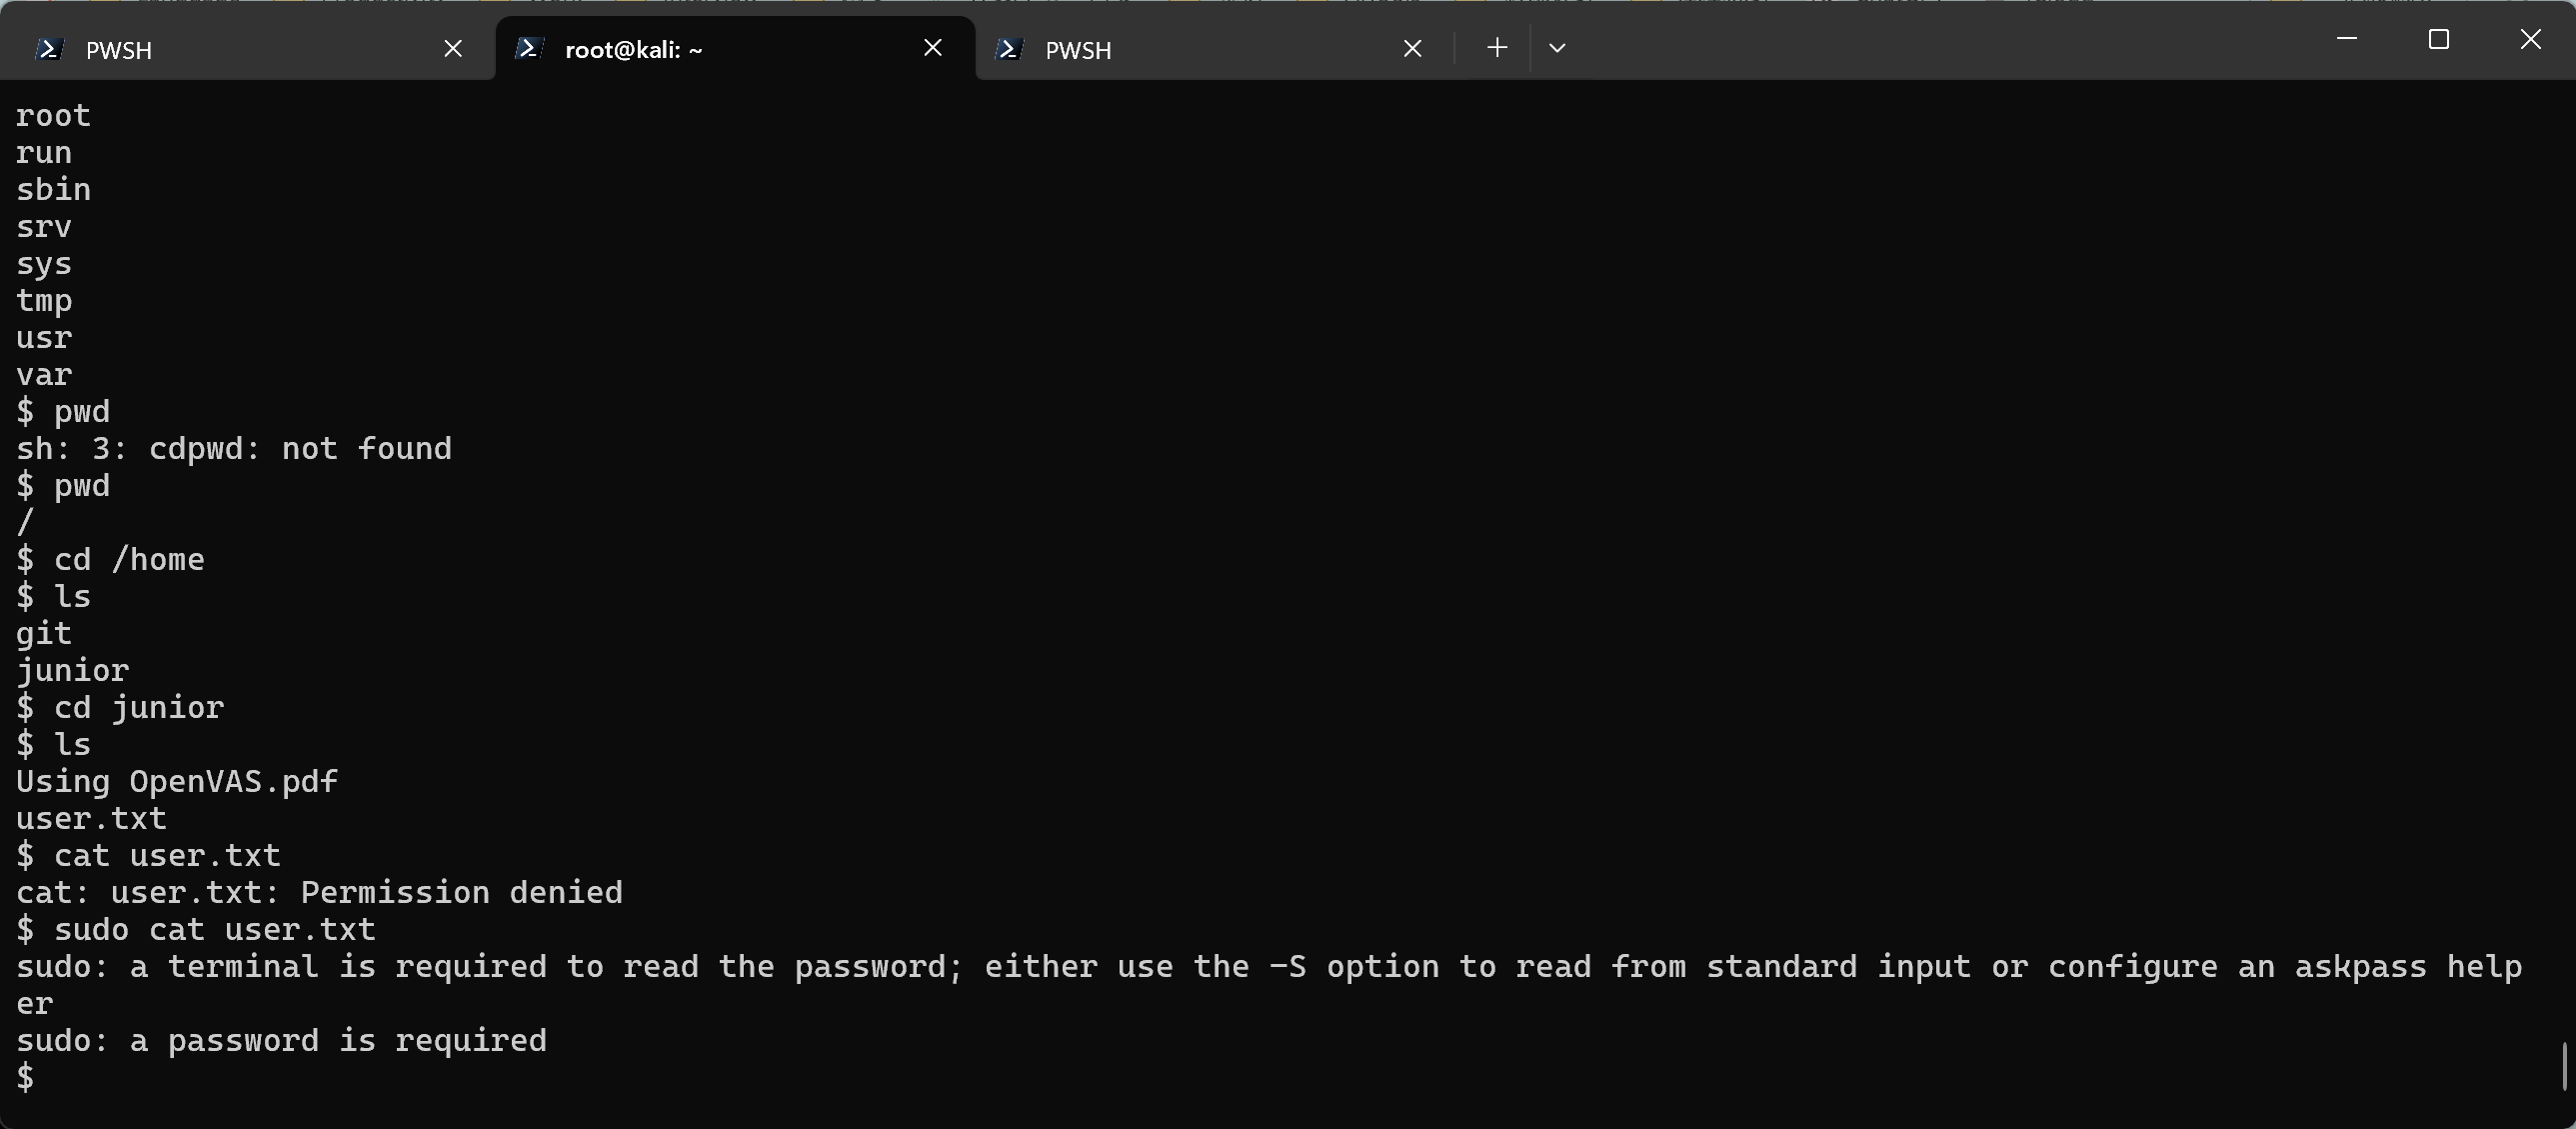 PWSH
root@kali: ~
PWSH
root
run
sbin
srv
sys
tmp
usr
var
$ pwd
sh: 3: cdpwd: not found
$ pwd
/
$ cd /home
$ ls
git
junior
$ cd junior
$ ls
Using OpenVAS.pdf
user.txt
$ cat user.txt
cat: user.txt: Permission denied
$ sudo cat user.txt
sudo: a terminal is required to read the password; either use the -S option to read from standard input or configure an askpass help
er
sudo: a password is required
$